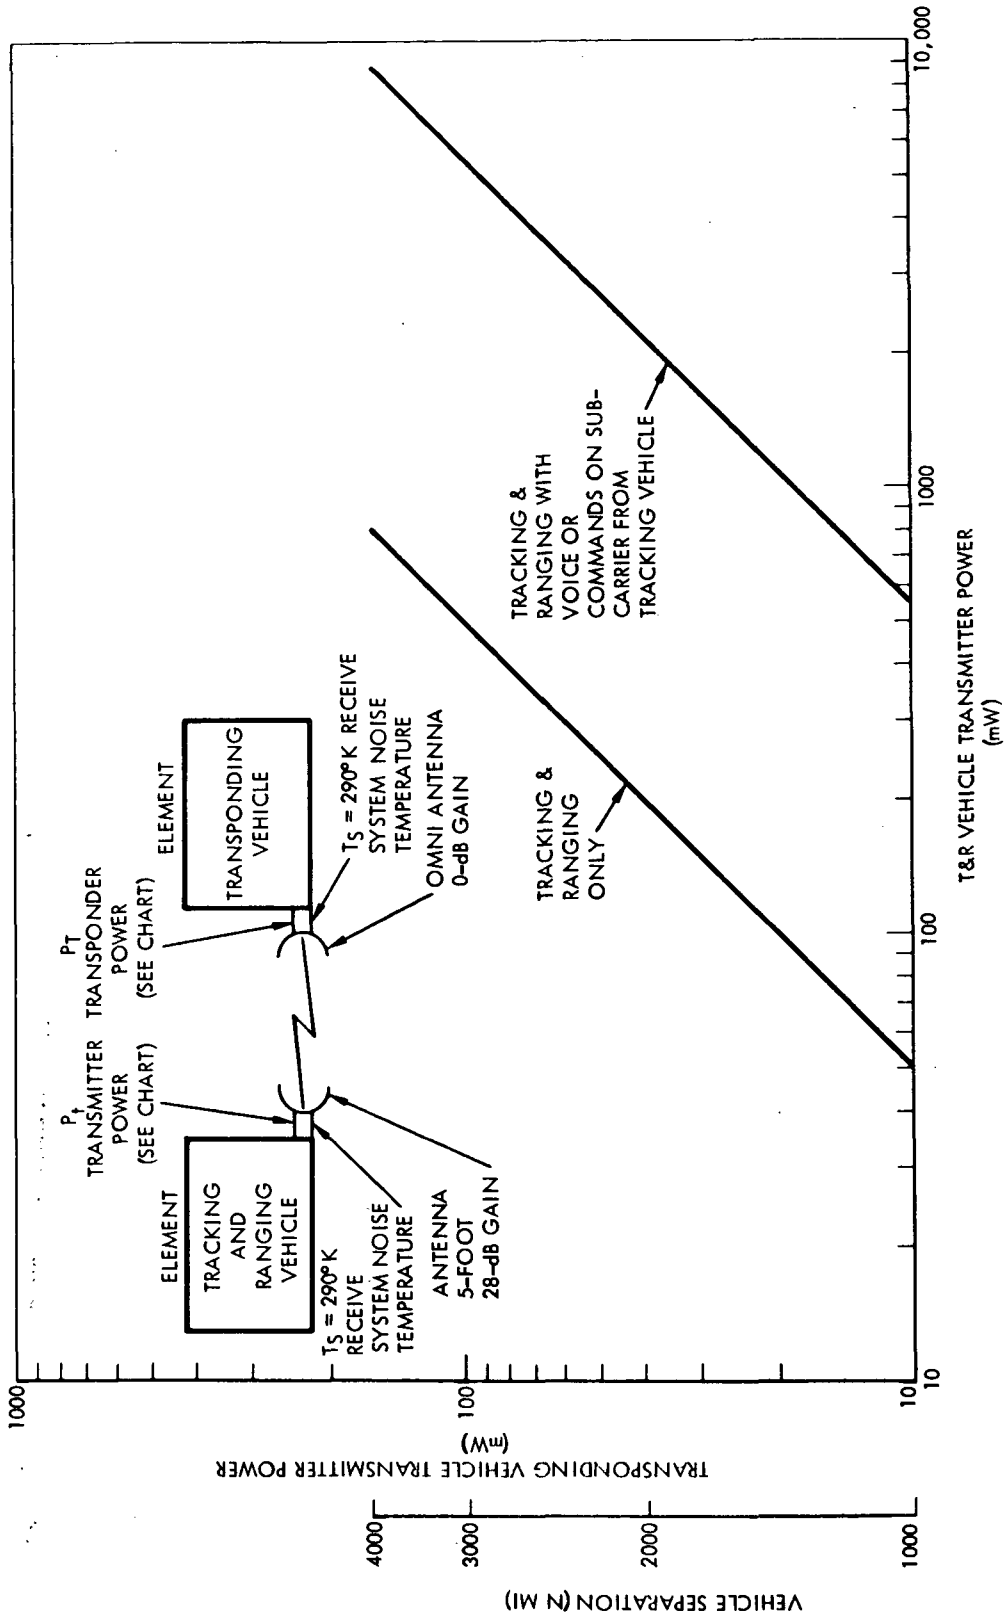 VEHICLE SEPARATION (N MI)
4000
3000
2000
1000
TRANSPONDING VEHICLE TRANSMITTER POWER
(mW)
1000
100
10
ELEMENT
TRACKING
AND
RANGING
VEHICLE
Pt
TRANSMITTER
POWER
(SEE CHART)
TS = 290°K
RECEIVE
SYSTEM NOISE
TEMPERATURE
ANTENNA
5-FOOT
28-dB GAIN
PT
TRANSPONDER
POWER
(SEE CHART)
ELEMENT
TRANSPONDING
VEHICLE
TS = 290°K RECEIVE
SYSTEM NOISE
TEMPERATURE
OMNI ANTENNA
0-dB GAIN
TRACKING &
RANGING
ONLY
TRACKING &
RANGING WITH
VOICE OR
COMMANDS ON SUB-
CARRIER FROM
TRACKING VEHICLE
10
100
1000
10,000
T&R VEHICLE TRANSMITTER POWER
(mW)